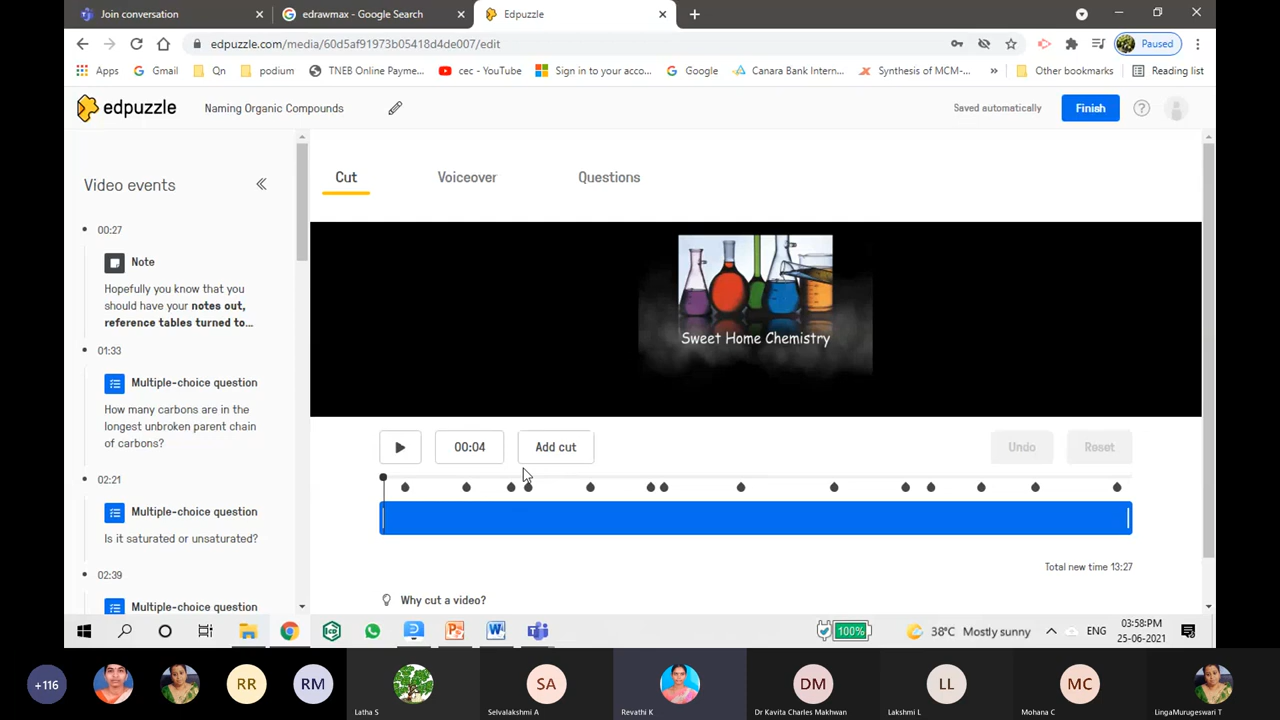 Join conversation
edrawmax - Google Search
Edpuzzle
edpuzzle.com/media/60d5af91973b05418d4de007/edit
Paused
Apps
Gmail
Qn
podium
TNEB Online Payme...
cec - YouTube
Sign in to your acco...
Google
Canara Bank Intern...
Synthesis of MCM-...
Other bookmarks
Reading list
edpuzzle
Naming Organic Compounds
Saved automatically
Finish
Video events
Cut
Voiceover
Questions
00:27
Note
Hopefully you know that you
should have your notes out,
reference tables turned to...
01:33
Multiple-choice question
How many carbons are in the
longest unbroken parent chain
of carbons?
02:21
Multiple-choice question
Is it saturated or unsaturated?
02:39
Multiple-choice question
Sweet Home Chemistry
00:04
Add cut
Undo
Reset
Total new time 13:27
Why cut a video?
100%
38°C Mostly sunny
ENG
03:58PM
25-06-2021
+116
RR
RM
Latha S
SA
Selvalakshmi A
Revathi K
DM
Dr Kavita Charles Makhwan
LL
Lakshmi L
MC
Mohana C
LingaMurugeswari T